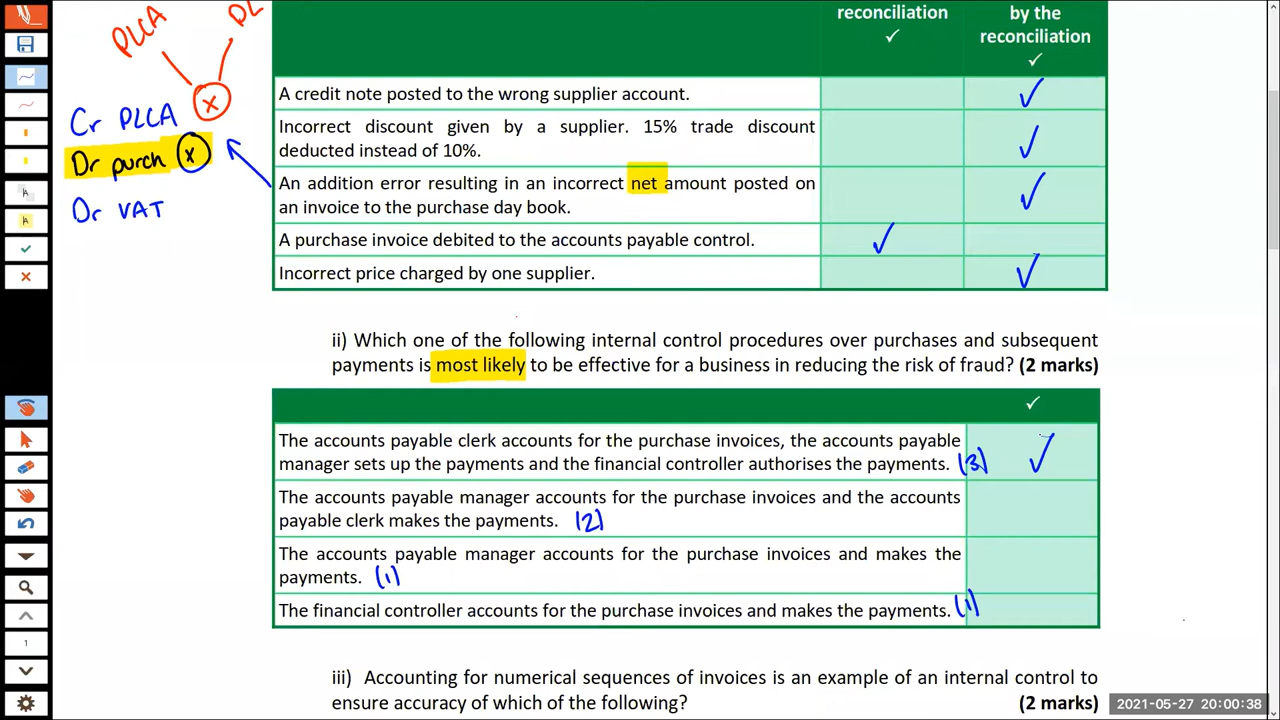 PLCA
PL
reconciliation
✓
by the
reconciliation
✓
Cr PLCA
Dr purch x
Dr VAT
A credit note posted to the wrong supplier account. ✓
Incorrect discount given by a supplier. 15% trade discount
deducted instead of 10%. ✓
An addition error resulting in an incorrect net amount posted on
an invoice to the purchase day book. ✓
A purchase invoice debited to the accounts payable control. ✓
Incorrect price charged by one supplier. ✓
ii) Which one of the following internal control procedures over purchases and subsequent
payments is most likely to be effective for a business in reducing the risk of fraud? (2 marks)
✓
The accounts payable clerk accounts for the purchase invoices, the accounts payable
manager sets up the payments and the financial controller authorises the payments. (3) ✓
The accounts payable manager accounts for the purchase invoices and the accounts
payable clerk makes the payments. (2)
The accounts payable manager accounts for the purchase invoices and makes the
payments. (1)
The financial controller accounts for the purchase invoices and makes the payments. (1)
iii) Accounting for numerical sequences of invoices is an example of an internal control to
ensure accuracy of which of the following? (2 marks)
1
2021-05-27 20:00:38